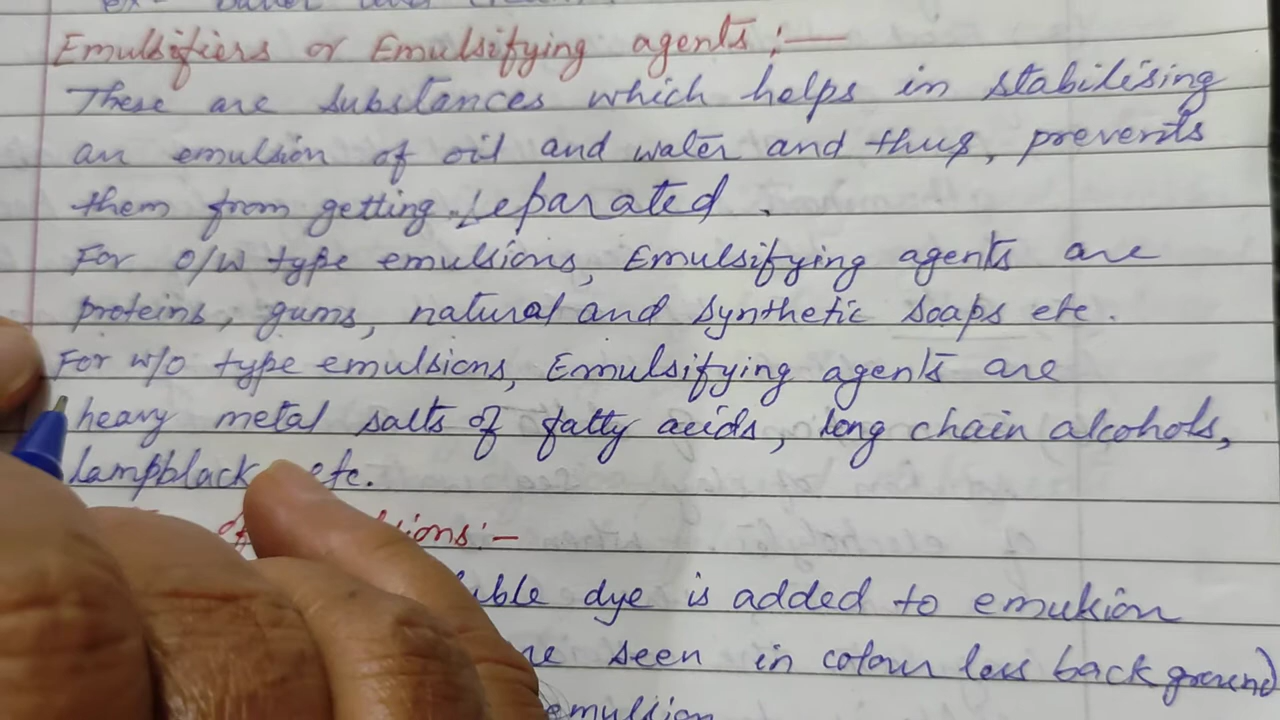 Emulsifiers or Emulsifying agents :—
These are substances which helps in stabilising
an emulsion of oil and water and thus, prevents
them from getting separated.
For O/W type emulsions, Emulsifying agents are
proteins, gums, natural and synthetic soaps etc.
For W/O type emulsions, Emulsifying agents are
heavy metal salts of fatty acids, long chain alcohols,
lampblack etc.
of
dye is added to emulsion
seen in colour less background
emulsion